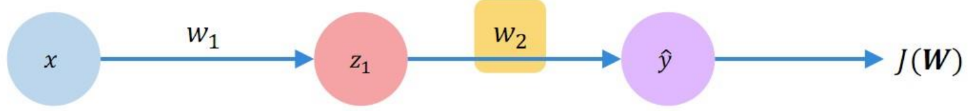 x w₁ z₁ w₂ ŷ J(W)